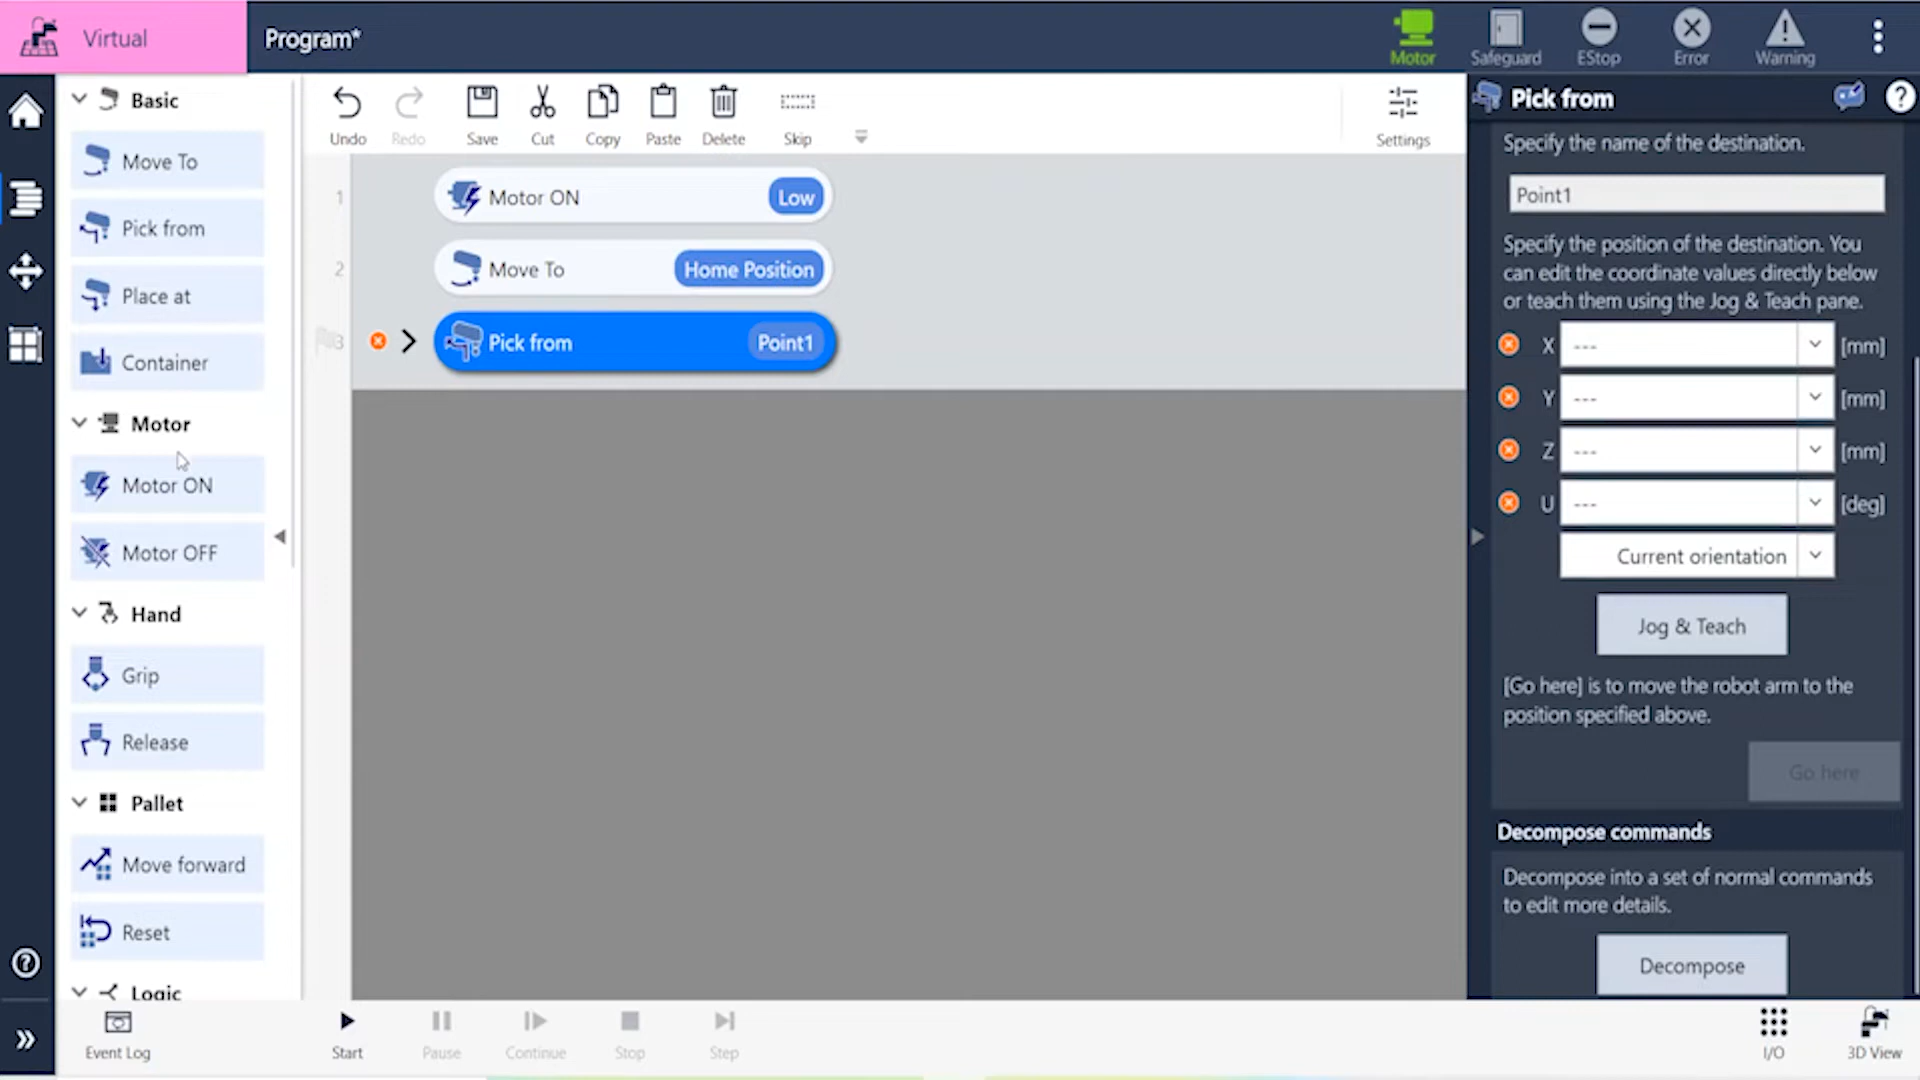 Virtual
Program*
Motor
Safeguard
EStop
Error
Warning
Basic
Move To
Pick from
Place at
Container
Motor
Motor ON
Motor OFF
Hand
Grip
Release
Pallet
Move forward
Reset
Logic
Undo
Redo
Save
Cut
Copy
Paste
Delete
Skip
Settings
1
Motor ON
Low
2
Move To
Home Position
3
Pick from
Point1
Pick from
Specify the name of the destination.
Point1
Specify the position of the destination. You
can edit the coordinate values directly below
or teach them using the Jog & Teach pane.
X --- [mm]
Y --- [mm]
Z --- [mm]
U --- [deg]
Current orientation
Jog & Teach
[Go here] is to move the robot arm to the
position specified above.
Go here
Decompose commands
Decompose into a set of normal commands
to edit more details.
Decompose
Event Log
Start
Pause
Continue
Stop
Step
I/O
3D View